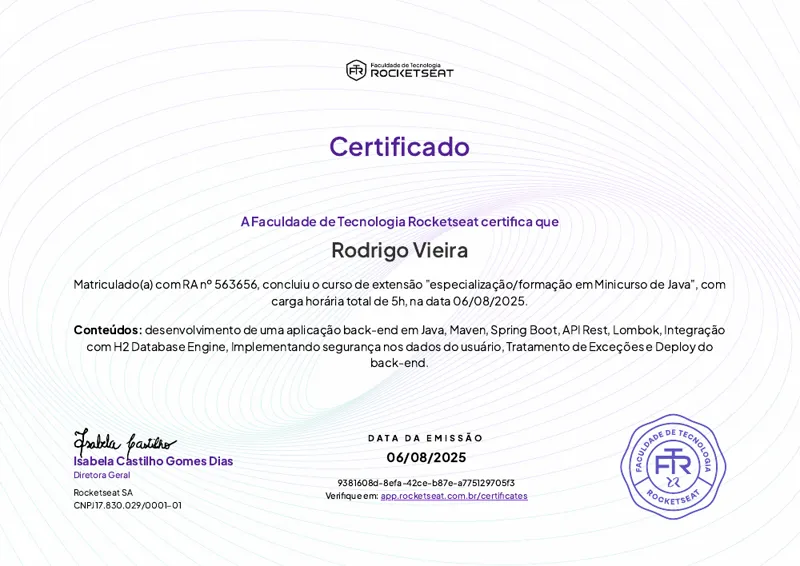 Faculdade de Tecnologia
ROCKETSEAT
Certificado
A Faculdade de Tecnologia Rocketseat certifica que
Rodrigo Vieira
Matriculado(a) com RA nº 563656, concluiu o curso de extensão "especialização/formação em Minicurso de Java", com
carga horária total de 5h, na data 06/08/2025.
Conteúdos: desenvolvimento de uma aplicação back-end em Java, Maven, Spring Boot, API Rest, Lombok, Integração
com H2 Database Engine, Implementando segurança nos dados do usuário, Tratamento de Exceções e Deploy do
back-end.
Isabela Castilho
Isabela Castilho Gomes Dias
Diretora Geral
Rocketseat SA
CNPJ 17.830.029/0001-01
DATA DA EMISSÃO
06/08/2025
9381608d-8efa-42ce-b87e-a775129705f3
Verifique em: app.rocketseat.com.br/certificates
FACULDADE DE TECNOLOGIA
FTR
ROCKETSEAT